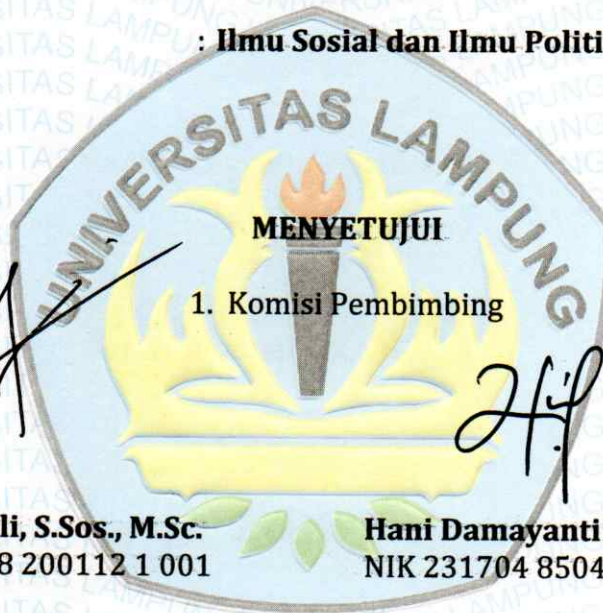 : Ilmu Sosial dan Ilmu Politi
UNIVERSITAS LAMPUNG
MENYETUJUI
1. Komisi Pembimbing
li, S.Sos., M.Sc.
Hani Damayanti
8 200112 1 001
NIK 231704 8504